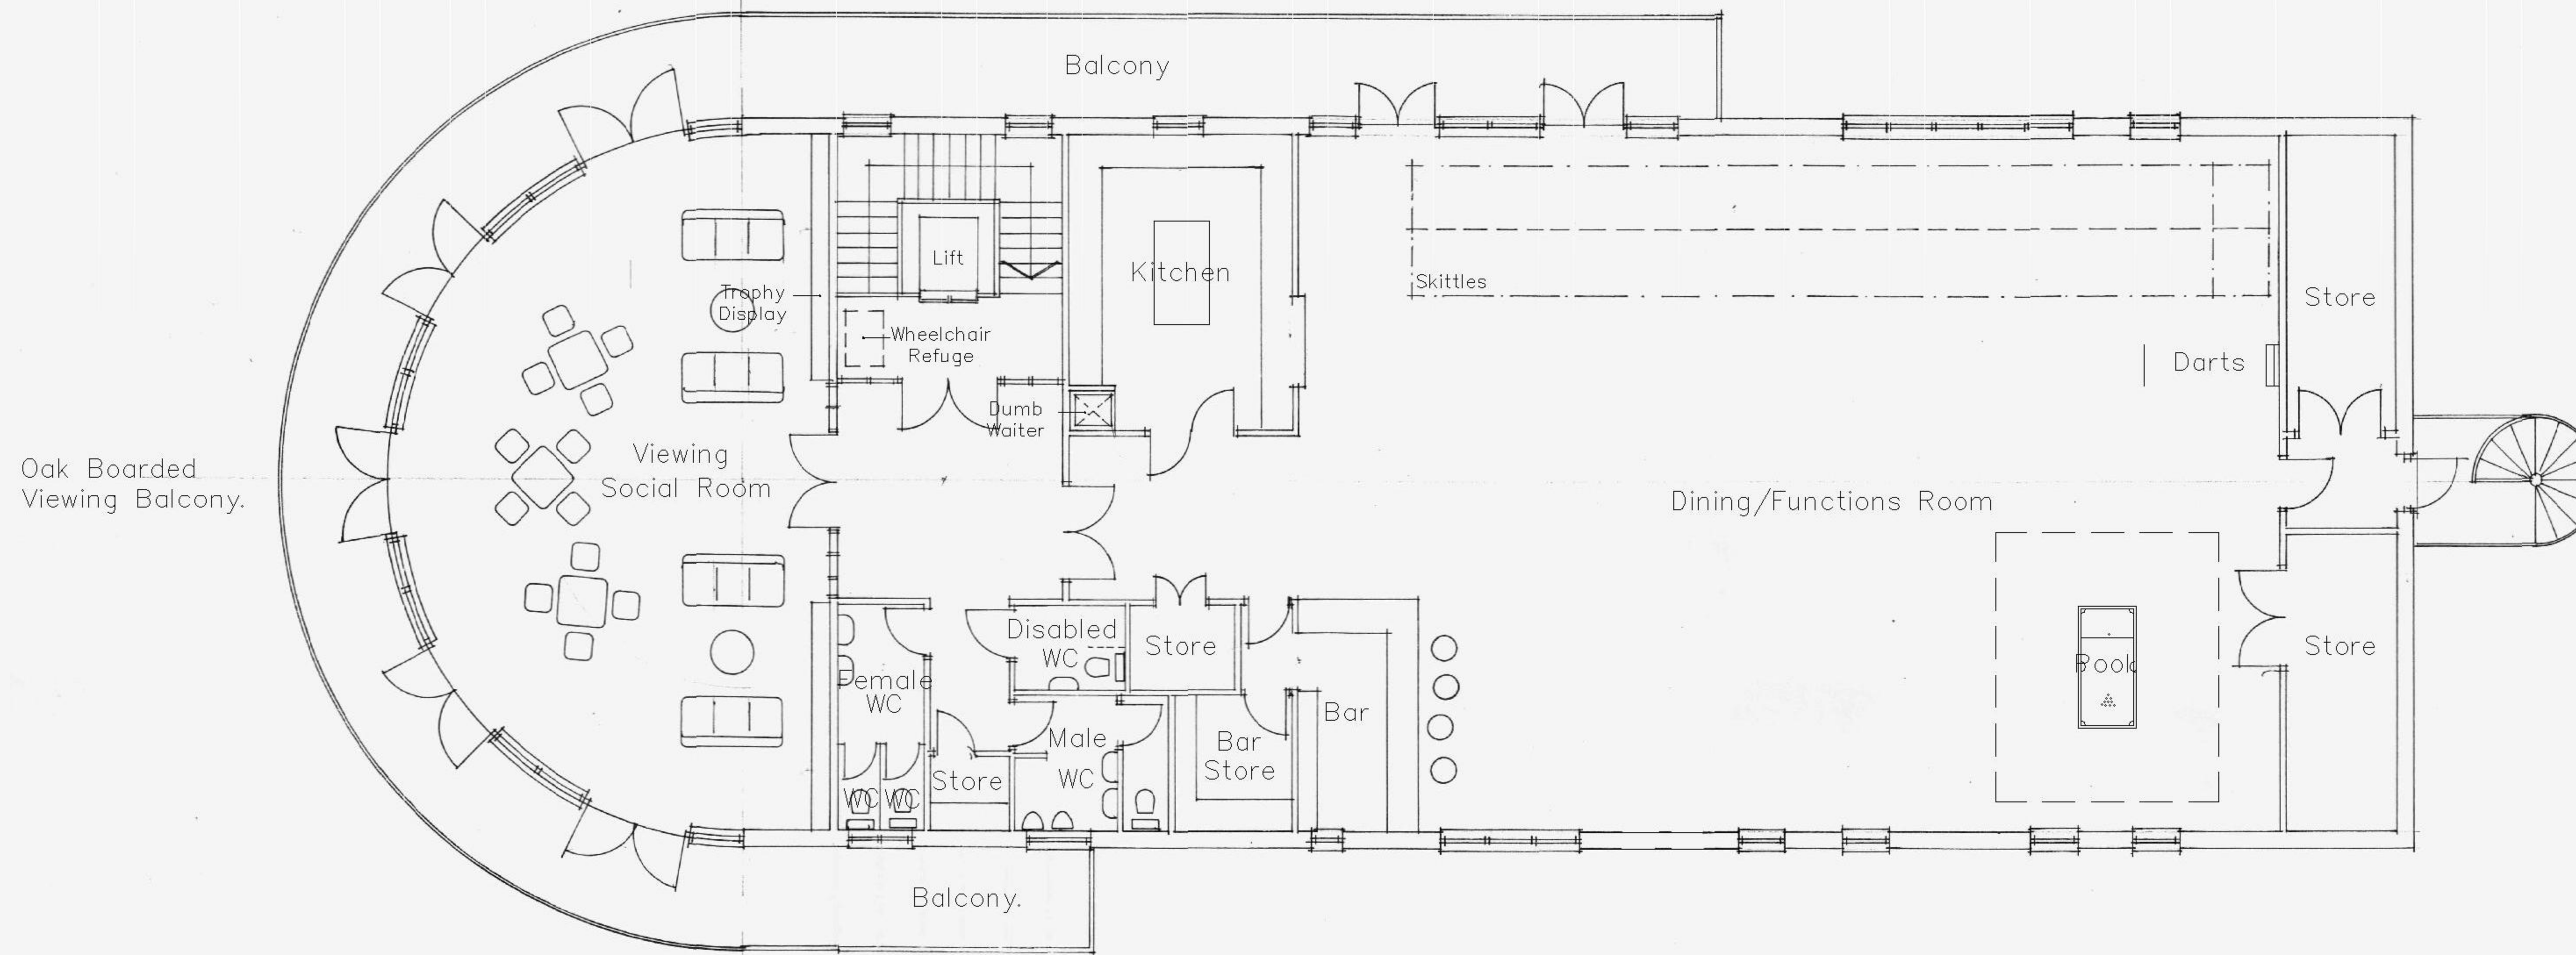 Balcony
Lift
Kitchen
Trophy
Display
Skittles
Store
Wheelchair
Refuge
Darts
Dumb
Waiter
Oak Boarded
Viewing Balcony.
Viewing
Social Room
Dining/Functions Room
Disabled
WC
Store
Store
Pool
Female
WC
Bar
Male
WC
Bar
Store
Store
WC
WC
Balcony.